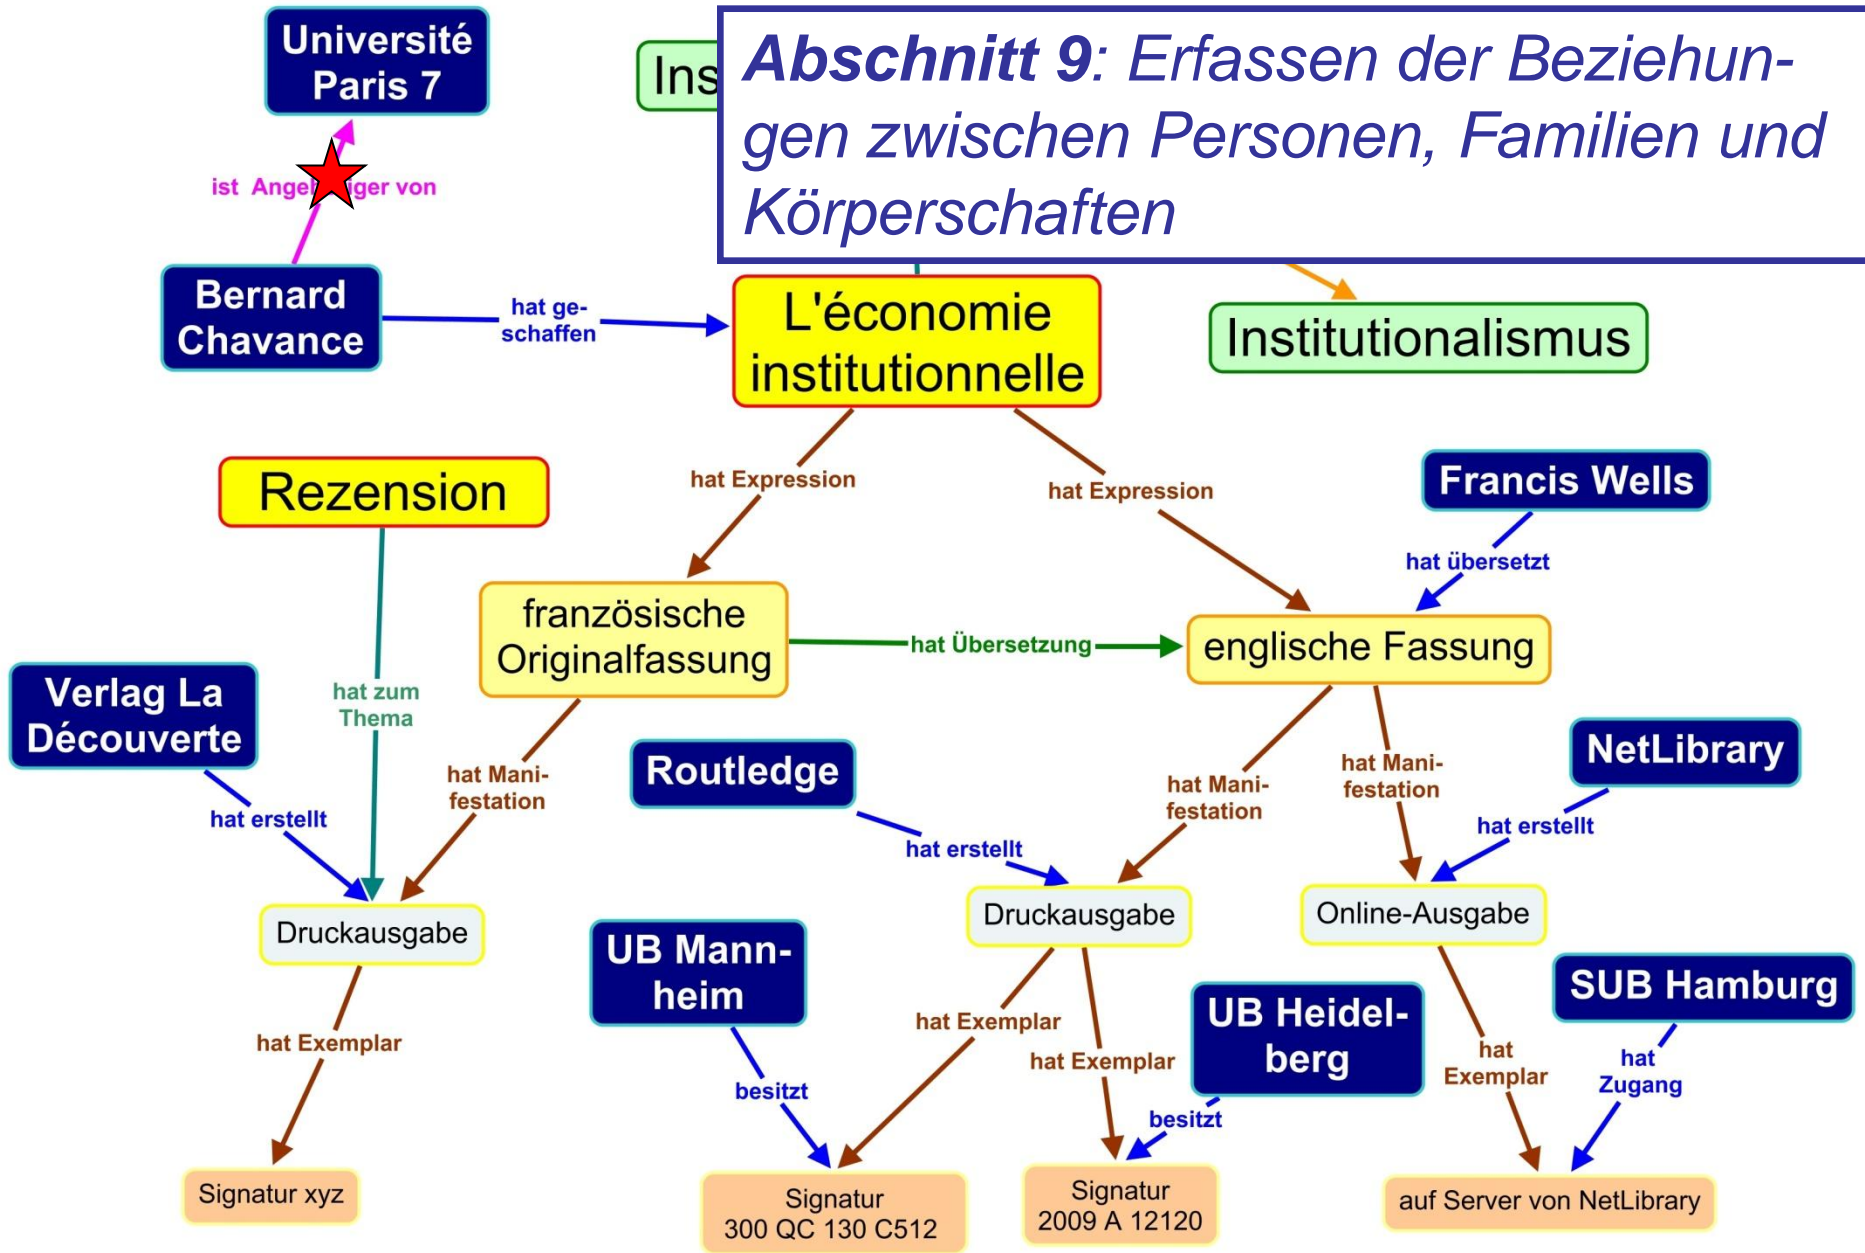 Université
Paris 7
Ins
Abschnitt 9: Erfassen der Beziehun-
gen zwischen Personen, Familien und
Körperschaften
ist von
Bernard
Chavance
hat ge-
schaffen
L'économie
institutionnelle
Institutionalismus
Rezension
hat Expression
hat Expression
Francis Wells
hat übersetzt
französische
Originalfassung
hat Übersetzung
englische Fassung
Verlag La
Découverte
hat zum
Thema
hat erstellt
hat Mani-
festation
Routledge
hat erstellt
hat Mani-
festation
hat Mani-
festation
NetLibrary
hat erstellt
Druckausgabe
Druckausgabe
Online-Ausgabe
UB Mann-
heim
UB Heidel-
berg
SUB Hamburg
hat Exemplar
hat Exemplar
hat Exemplar
hat
Exemplar
hat
Zugang
besitzt
besitzt
Signatur xyz
Signatur
300 QC 130 C512
Signatur
2009 A 12120
auf Server von NetLibrary